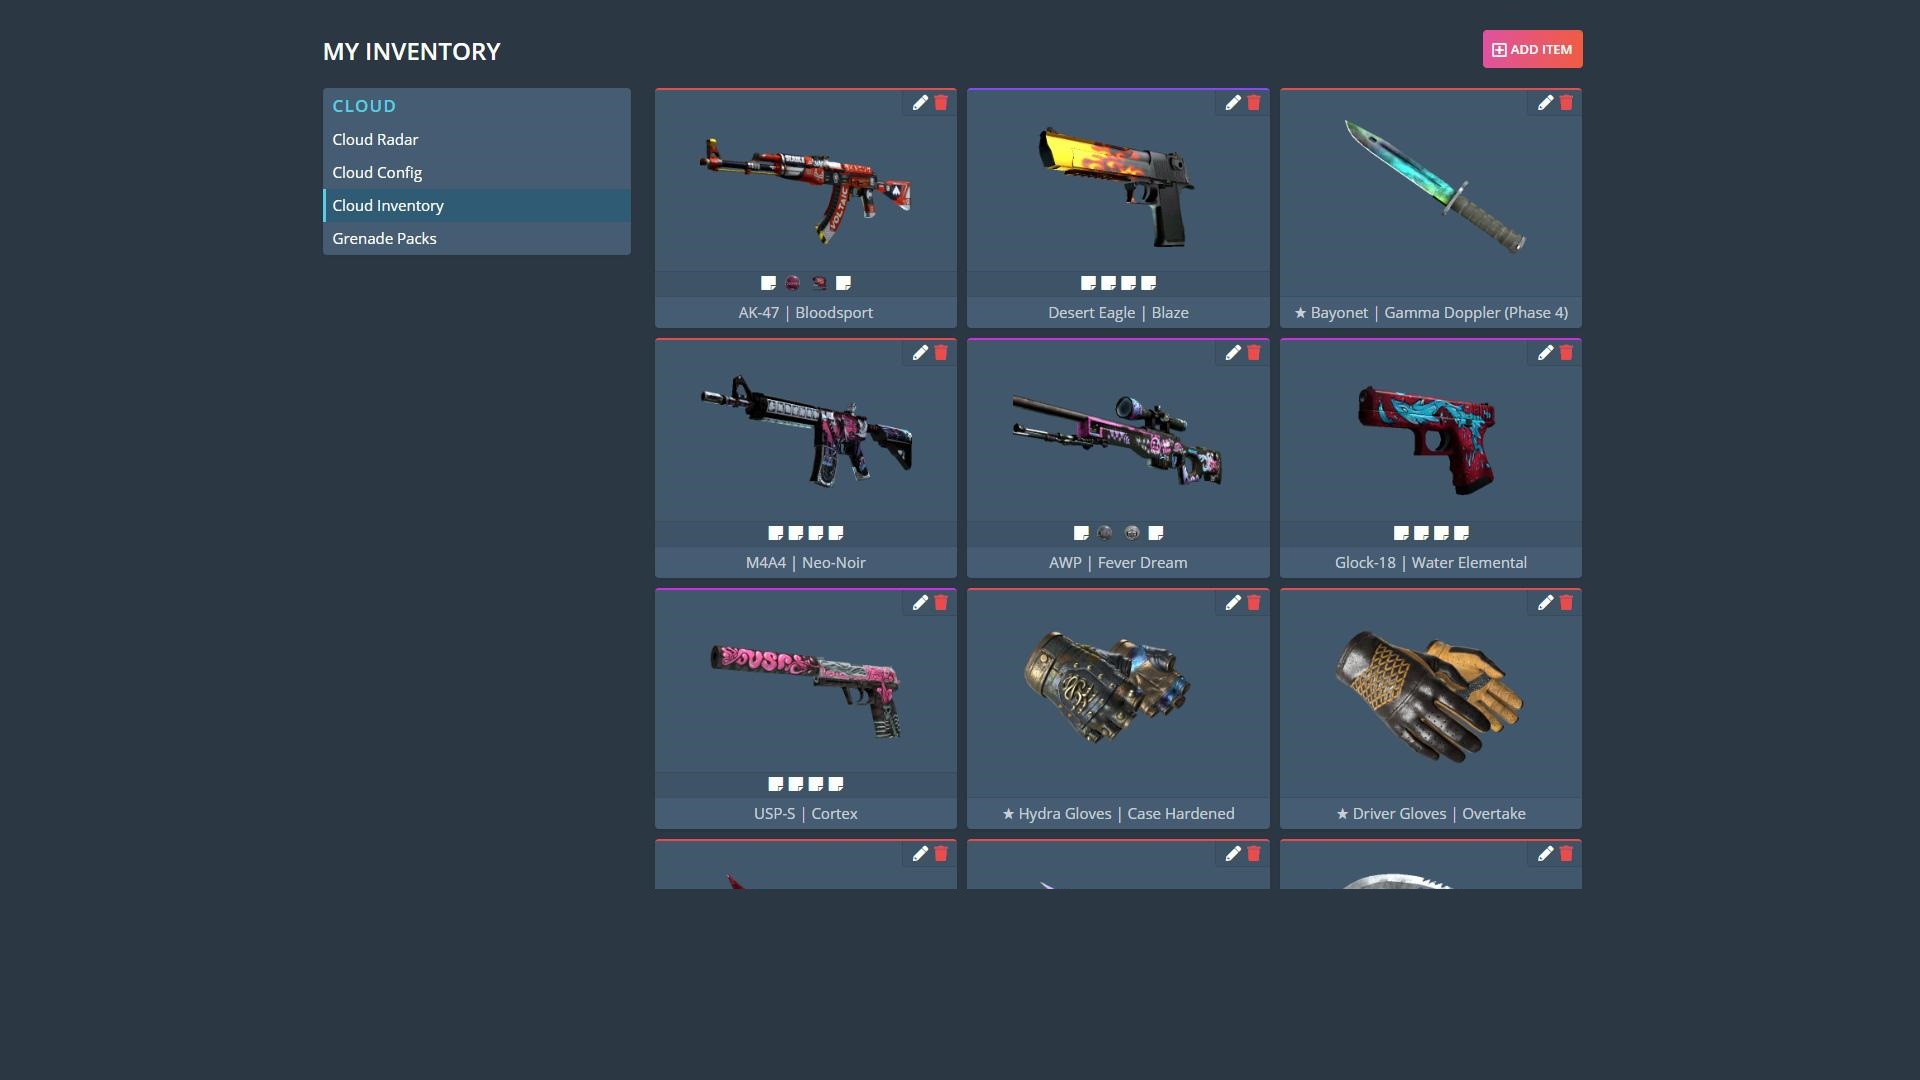 MY INVENTORY
ADD ITEM
CLOUD
Cloud Radar
Cloud Config
Cloud Inventory
Grenade Packs
AK-47 | Bloodsport
Desert Eagle | Blaze
★ Bayonet | Gamma Doppler (Phase 4)
M4A4 | Neo-Noir
AWP | Fever Dream
Glock-18 | Water Elemental
USP-S | Cortex
★ Hydra Gloves | Case Hardened
★ Driver Gloves | Overtake